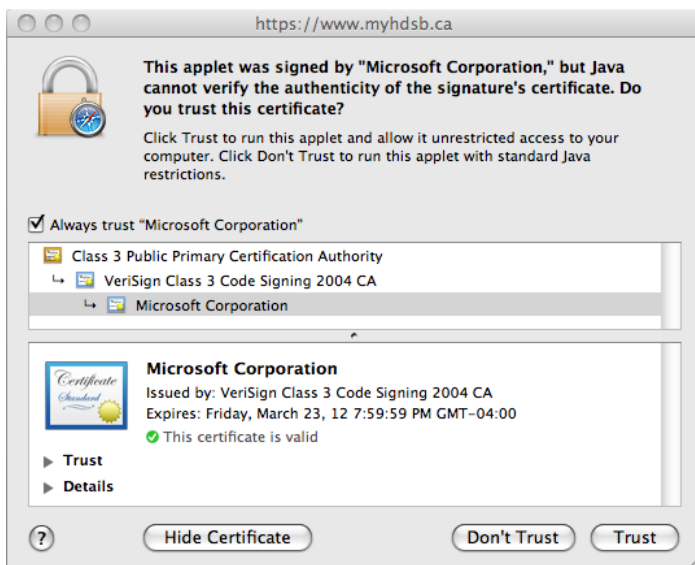 https://www.myhdsb.ca
This applet was signed by "Microsoft Corporation," but Java
cannot verify the authenticity of the signature's certificate. Do
you trust this certificate?
Click Trust to run this applet and allow it unrestricted access to your
computer. Click Don't Trust to run this applet with standard Java
restrictions.
Always trust "Microsoft Corporation"
Class 3 Public Primary Certification Authority
VeriSign Class 3 Code Signing 2004 CA
Microsoft Corporation
Certificate
Standard
Microsoft Corporation
Issued by: VeriSign Class 3 Code Signing 2004 CA
Expires: Friday, March 23, 12 7:59:59 PM GMT-04:00
This certificate is valid
Trust
Details
? Hide Certificate Don't Trust Trust